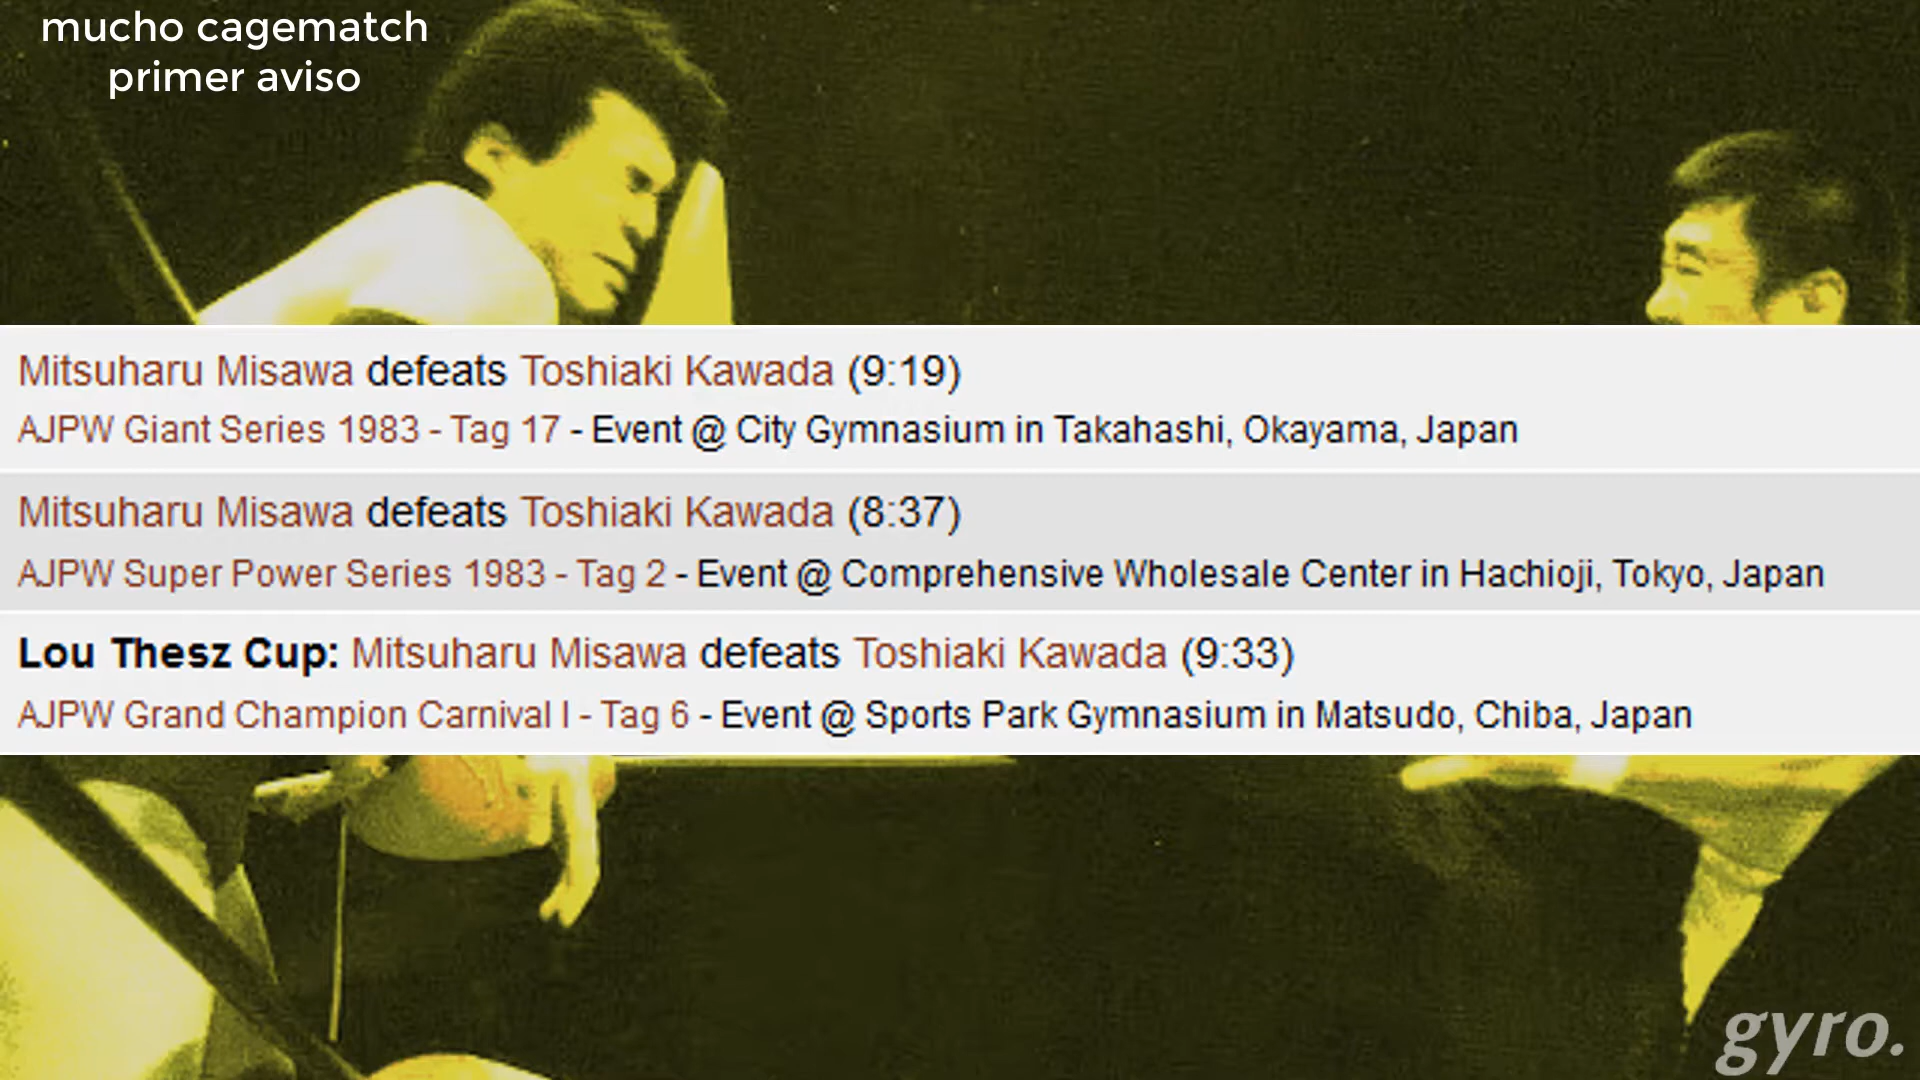 mucho cagematch
primer aviso
Mitsuharu Misawa defeats Toshiaki Kawada (9:19)
AJPW Giant Series 1983 - Tag 17 - Event @ City Gymnasium in Takahashi, Okayama, Japan
Mitsuharu Misawa defeats Toshiaki Kawada (8:37)
AJPW Super Power Series 1983 - Tag 2 - Event @ Comprehensive Wholesale Center in Hachioji, Tokyo, Japan
Lou Thesz Cup: Mitsuharu Misawa defeats Toshiaki Kawada (9:33)
AJPW Grand Champion Carnival I - Tag 6 - Event @ Sports Park Gymnasium in Matsudo, Chiba, Japan
gyro.